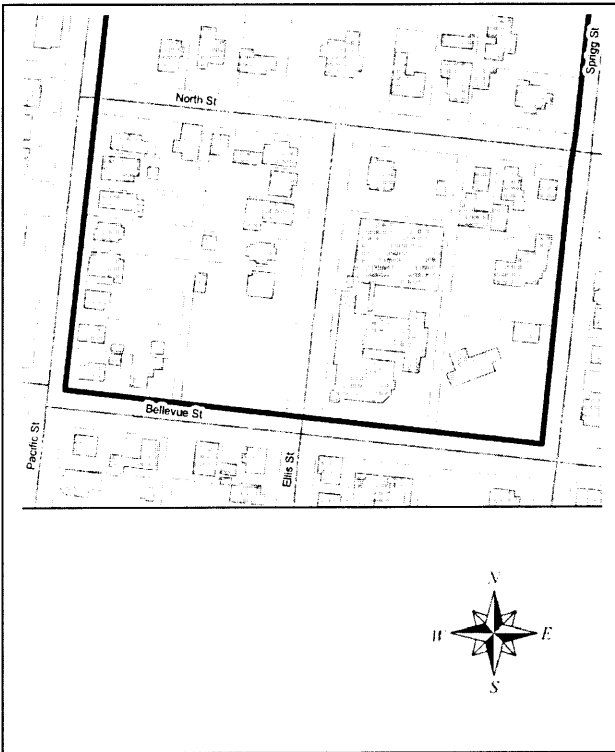 Sprigg St
North St
Bellevue St
Pacific St
Ellis St
N
W E
S